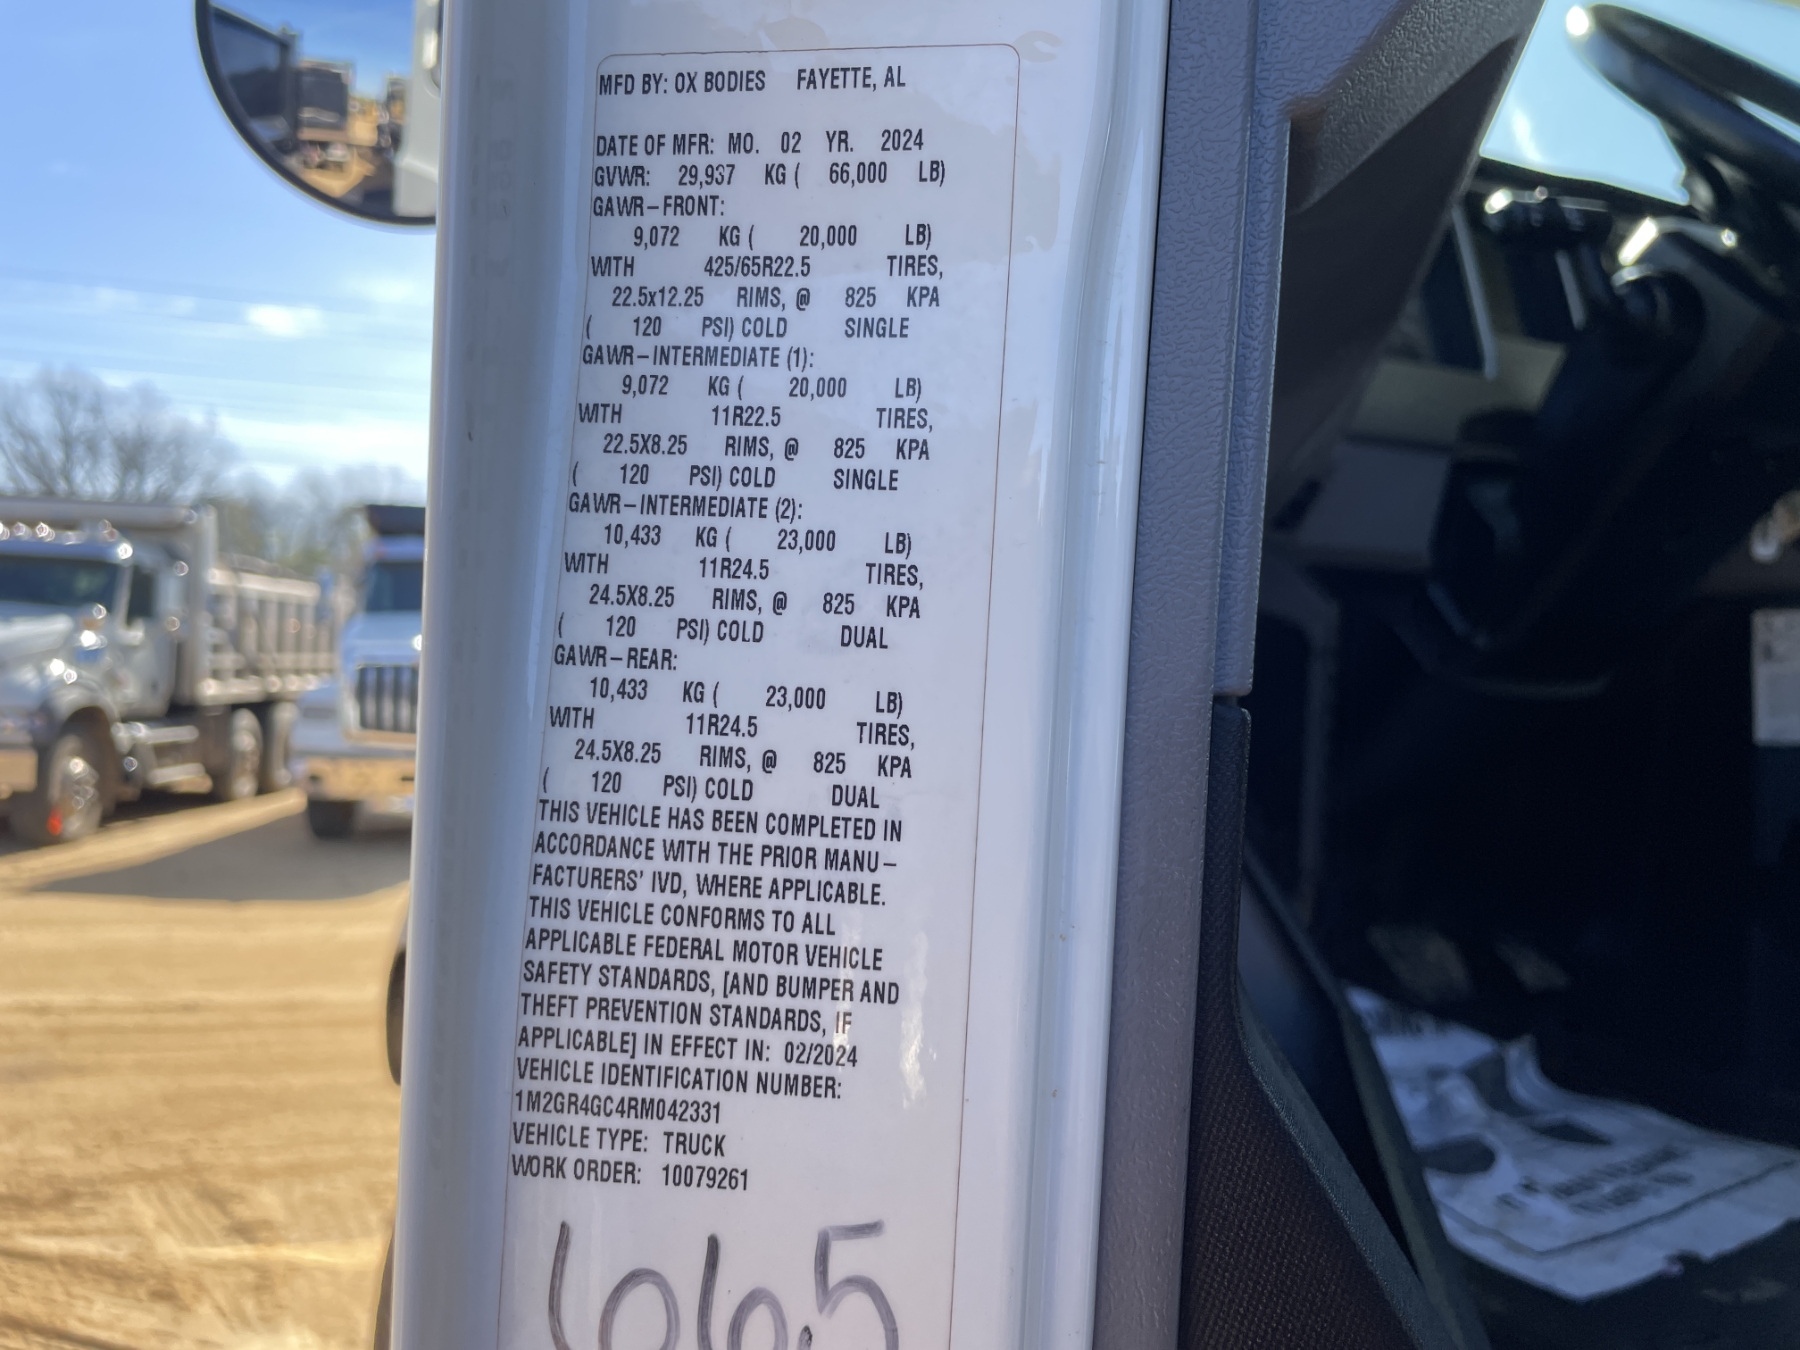 MFD BY: OX BODIES FAYETTE, AL
DATE OF MFR: MO. 02 YR. 2024
GVWR: 29,937 KG ( 66,000 LB)
GAWR-FRONT:
9,072 KG ( 20,000 LB)
WITH 425/65R22.5 TIRES,
22.5x12.25 RIMS, @ 825 KPA
( 120 PSI) COLD SINGLE
GAWR-INTERMEDIATE (1):
9,072 KG ( 20,000 LB)
WITH 11R22.5 TIRES,
22.5X8.25 RIMS, @ 825 KPA
( 120 PSI) COLD SINGLE
GAWR-INTERMEDIATE (2):
10,433 KG ( 23,000 LB)
WITH 11R24.5 TIRES,
24.5X8.25 RIMS, @ 825 KPA
( 120 PSI) COLD DUAL
GAWR-REAR:
10,433 KG ( 23,000 LB)
WITH 11R24.5 TIRES,
24.5X8.25 RIMS, @ 825 KPA
( 120 PSI) COLD DUAL
THIS VEHICLE HAS BEEN COMPLETED IN
ACCORDANCE WITH THE PRIOR MANU-
FACTURERS' IVD, WHERE APPLICABLE.
THIS VEHICLE CONFORMS TO ALL
APPLICABLE FEDERAL MOTOR VEHICLE
SAFETY STANDARDS, [AND BUMPER AND
THEFT PREVENTION STANDARDS, IF
APPLICABLE] IN EFFECT IN: 02/2024
VEHICLE IDENTIFICATION NUMBER:
1M2GR4GC4RM042331
VEHICLE TYPE: TRUCK
WORK ORDER: 10079261
665